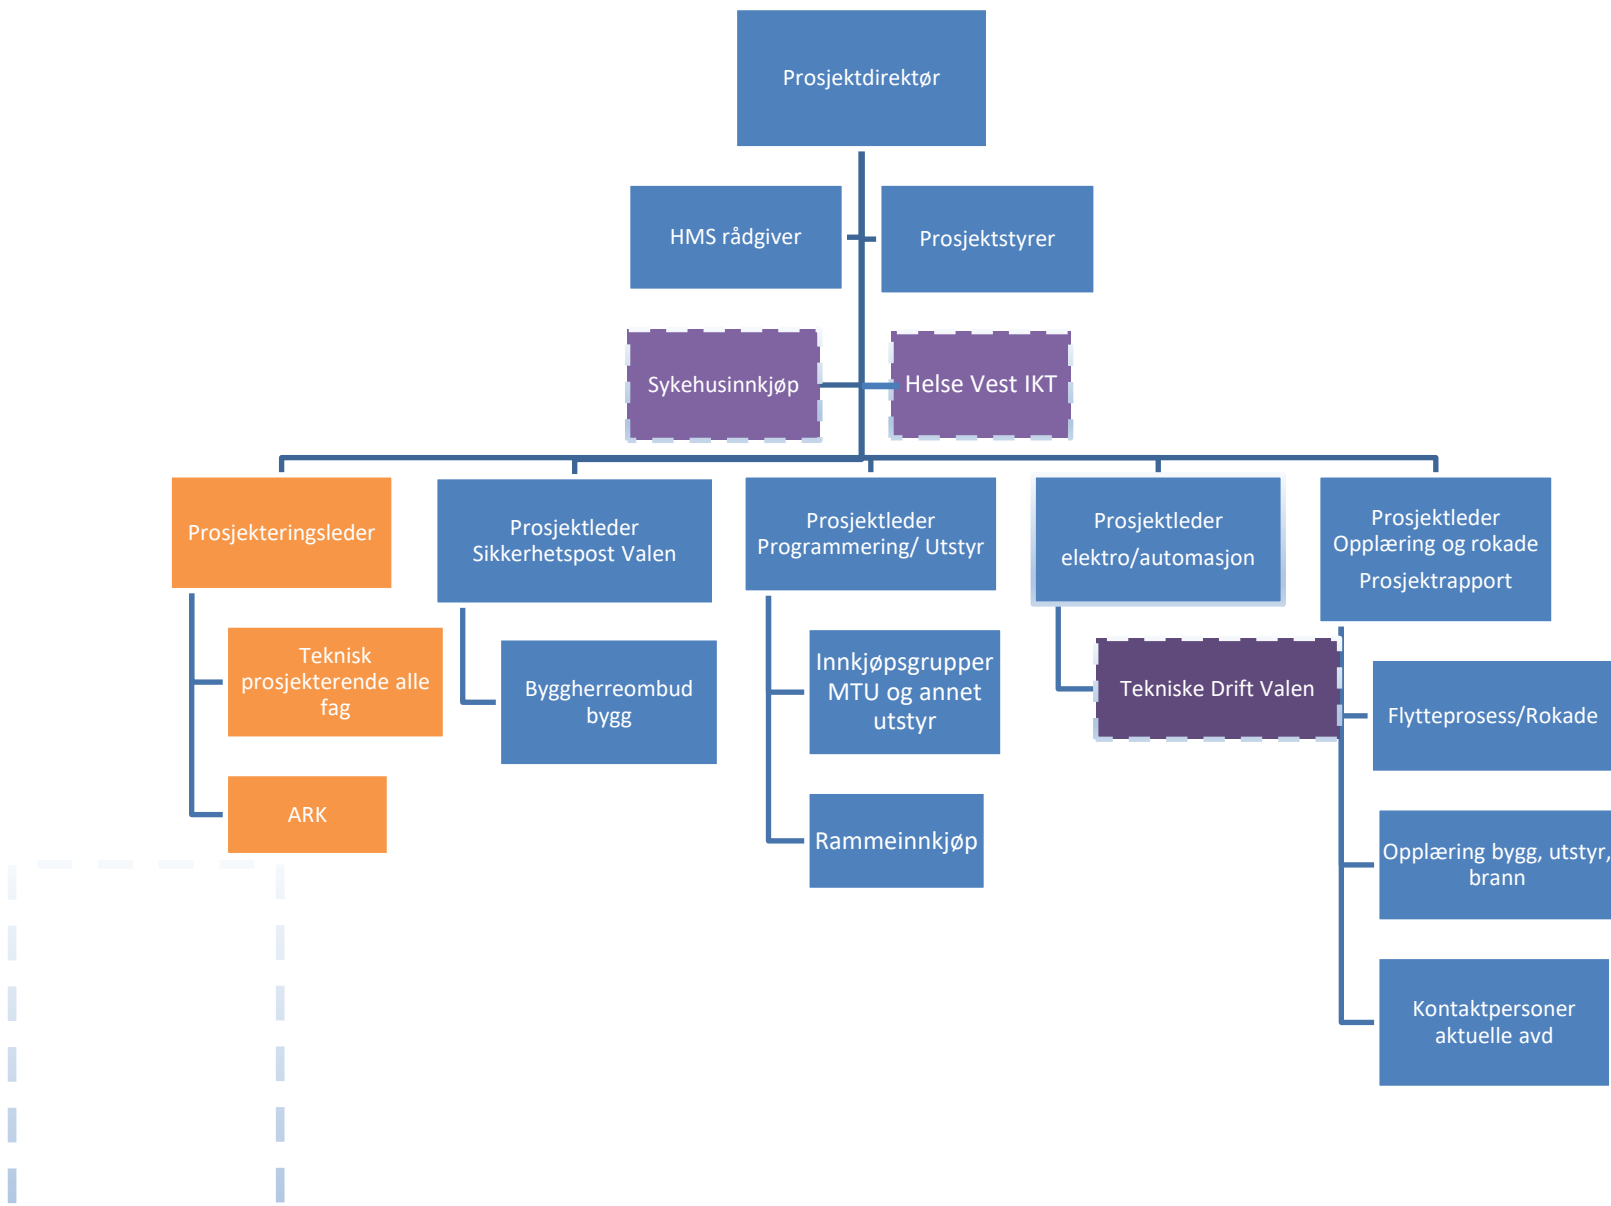 Prosjektdirektør
HMS rådgiver
Prosjektstyrer
Sykehusinnkjøp
Helse Vest IKT
Prosjekteringsleder
Teknisk
prosjekterende alle
fag
ARK
Prosjektleder
Sikkerhetspost Valen
Byggherreombud
bygg
Prosjektleder
Programmering/ Utstyr
Innkjøpsgrupper
MTU og annet
utstyr
Rammeinnkjøp
Prosjektleder
elektro/automasjon
Tekniske Drift Valen
Prosjektleder
Opplæring og rokade
Prosjektrapport
Flytteprosess/Rokade
Opplæring bygg, utstyr,
brann
Kontaktpersoner
aktuelle avd